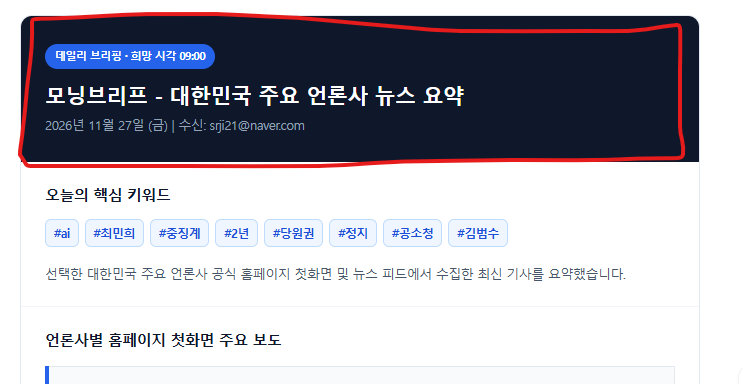 데일리 브리핑 · 희망 시각 09:00
모닝브리프 - 대한민국 주요 언론사 뉴스 요약
2026년 11월 27일 (금) | 수신: srji21@naver.com
오늘의 핵심 키워드
#ai #최민희 #중징계 #2년 #당원권 #정지 #공소청 #김범수
선택한 대한민국 주요 언론사 공식 홈페이지 첫화면 및 뉴스 피드에서 수집한 최신 기사를 요약했습니다.
언론사별 홈페이지 첫화면 주요 보도